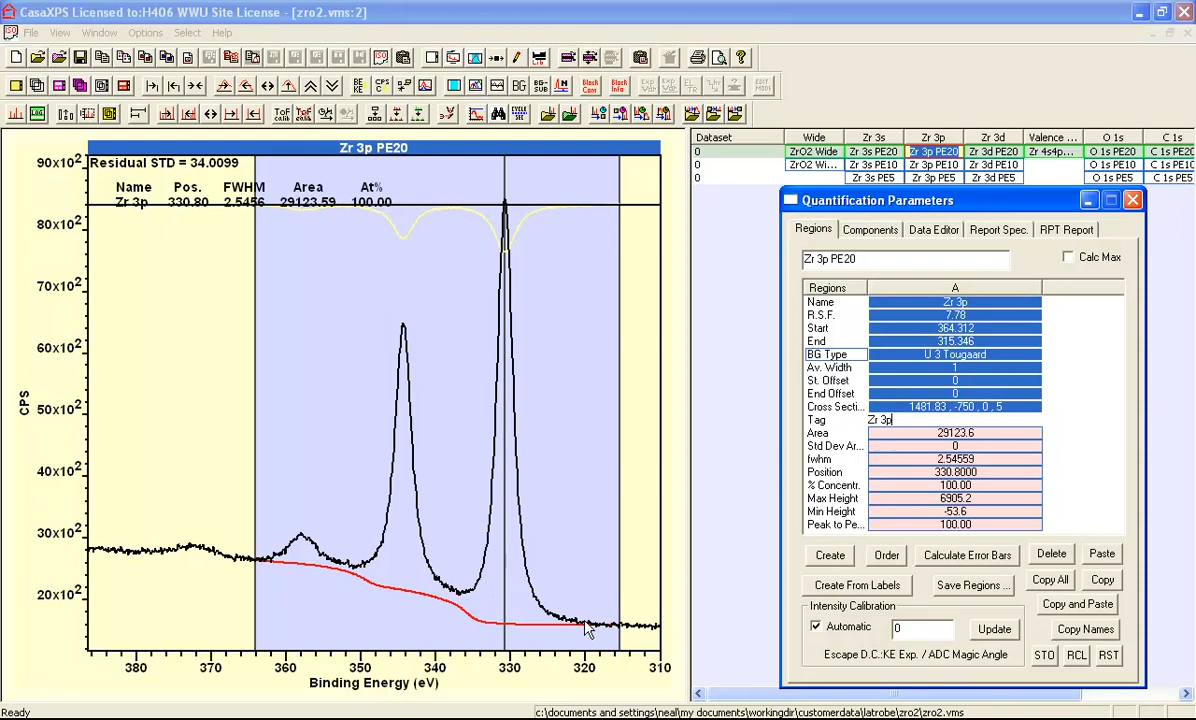 CasaXPS Licensed to:H406 WWU Site License - [zro2.vms:2]
File View Window Options Select Help
Zr 3p PE20
Residual STD = 34.0099
Name Pos. FWHM Area At%
Zr 3p 330.80 2.5456 29123.59 100.00
90x10²
80x10²
70x10²
60x10²
50x10²
40x10²
30x10²
20x10²
CPS
380 370 360 350 340 330 320 310
Binding Energy (eV)
Dataset Wide Zr 3s Zr 3p Zr 3d Valence ... O 1s C 1s
0 ZrO2 Wide Zr 3s PE20 Zr 3p PE20 Zr 3d PE20 Zr 4s4p... O 1s PE20 C 1s PE20
0 ZrO2 Wi... Zr 3s PE10 Zr 3p PE10 Zr 3d PE10 O 1s PE10 C 1s PE10
0 Zr 3s PE5 Zr 3p PE5 Zr 3d PE5 O 1s PE5 C 1s PE5
Quantification Parameters
Regions Components Data Editor Report Spec. RPT Report
Zr 3p PE20 Calc Max
Regions A
Name Zr 3p
R.S.F. 7.78
Start 364.312
End 315.346
BG Type U 3 Tougaard
Av. Width 1
St. Offset 0
End Offset 0
Cross Secti... 1481.83 , -750 , 0 , 5
Tag Zr 3p
Area 29123.6
Std Dev Ar... 0
fwhm 2.54559
Position 330.8000
% Concentr. 100.00
Max Height 6905.2
Min Height -53.6
Peak to Pe... 100.00
Create Order Calculate Error Bars Delete Paste
Create From Labels Save Regions ... Copy All Copy
Copy and Paste
Intensity Calibration
Automatic 0 Update Copy Names
Escape D.C.:KE Exp. / ADC Magic Angle STO RCL RST
Ready c:\documents and settings\neal\my documents\workingdir\customerdata\latrobe\zro2\zro2.vms